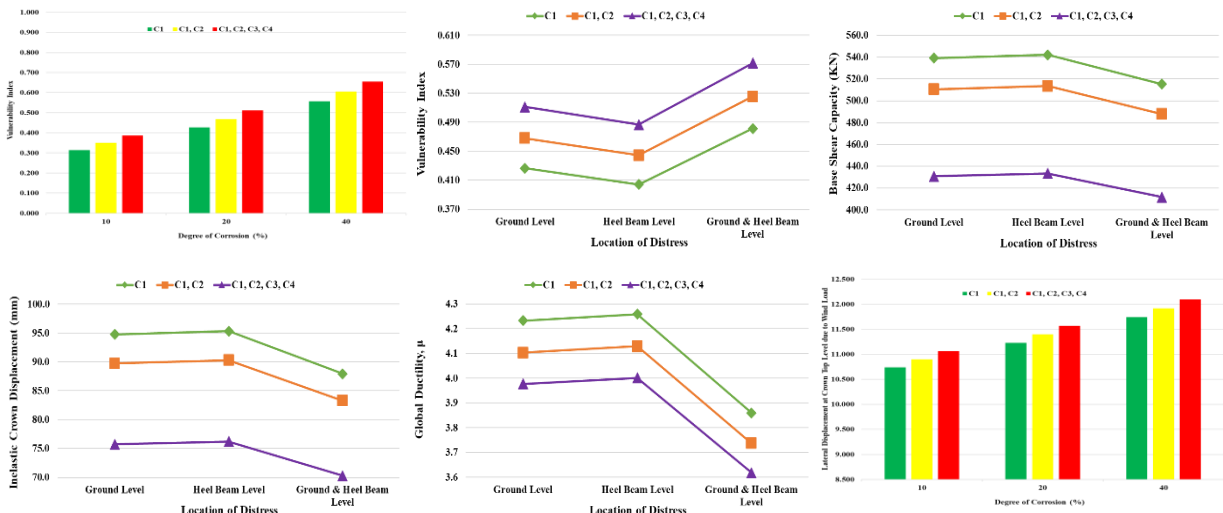 C1 C1, C2 C1, C2, C3, C4
1.000
0.900
0.800
0.700
0.600
0.500
0.400
0.300
0.200
0.100
0.000
Vulnerability Index
10 20 40
Degree of Corrosion (%)
C1 C1, C2 C1, C2, C3, C4
0.610
0.570
0.530
0.490
0.450
0.410
0.370
Vulnerability Index
Ground Level Heel Beam Level Ground & Heel Beam
Level
Location of Distress
C1 C1, C2 C1, C2, C3, C4
560.0
540.0
520.0
500.0
480.0
460.0
440.0
420.0
400.0
Base Shear Capacity (KN)
Ground Level Heel Beam Level Ground & Heel Beam
Level
Location of Distress
C1 C1, C2 C1, C2, C3, C4
100.0
95.0
90.0
85.0
80.0
75.0
70.0
Inelastic Crown Displacement (mm)
Ground Level Heel Beam Level Ground & Heel Beam
Level
Location of Distress
C1 C1, C2 C1, C2, C3, C4
4.3
4.2
4.1
4.0
3.9
3.8
3.7
3.6
Global Ductility, μ
Ground Level Heel Beam Level Ground & Heel Beam
Level
Location of Distress
C1 C1, C2 C1, C2, C3, C4
12.500
12.000
11.500
11.000
10.500
10.000
9.500
9.000
8.500
Lateral Displacement at Crown Top Level due to Wind Load
10 20 40
Degree of Corrosion (%)